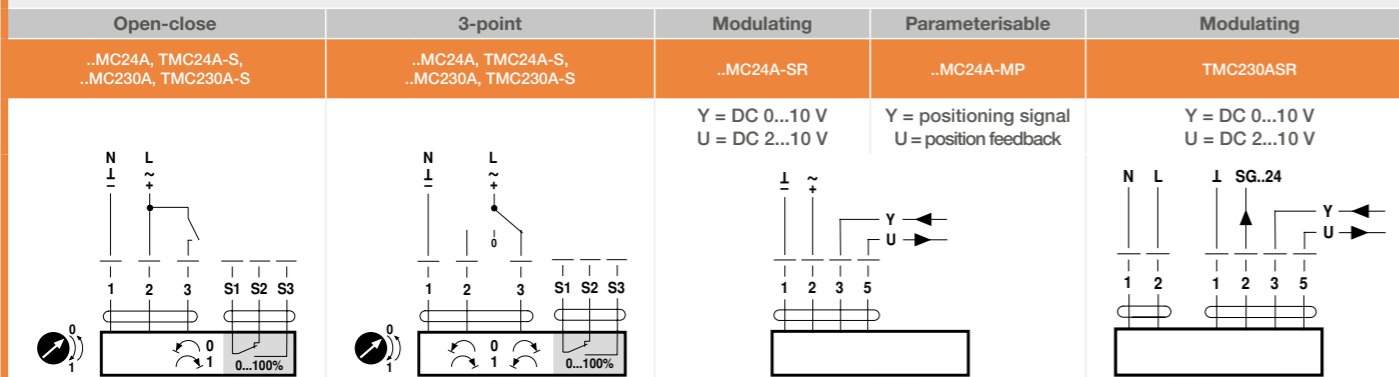 Open-close
3-point
Modulating
Parameterisable
Modulating
..MC24A, TMC24A-S,
..MC230A, TMC230A-S
..MC24A, TMC24A-S,
..MC230A, TMC230A-S
..MC24A-SR
..MC24A-MP
TMC230ASR
Y = DC 0...10 V
U = DC 2...10 V
Y = positioning signal
U = position feedback
Y = DC 0...10 V
U = DC 2...10 V
N L
⊥ ~
– +
1 2 3 S1 S2 S3
0
1
0
1
0...100%
N L
⊥ ~
– +
0
1 2 3 S1 S2 S3
0
1
0
1
0...100%
⊥ ~
– +
Y
U
1 2 3 5
N L ⊥ SG..24
Y
U
1 2 1 2 3 5